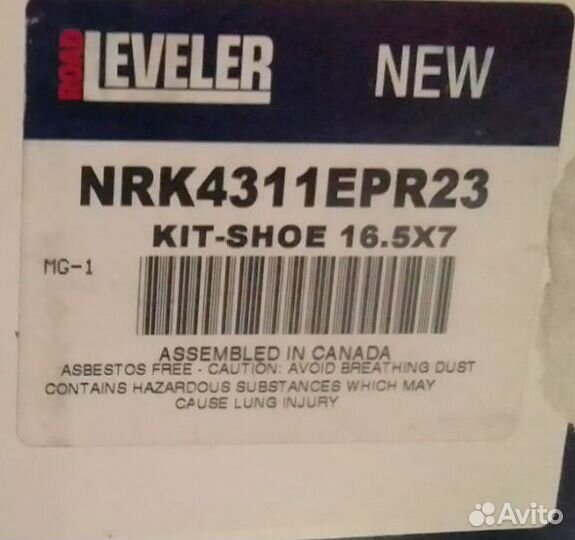 ROAD LEVELER NEW
NRK4311EPR23
KIT-SHOE 16.5X7
MG-1
ASSEMBLED IN CANADA
ASBESTOS FREE - CAUTION: AVOID BREATHING DUST
CONTAINS HAZARDOUS SUBSTANCES WHICH MAY
CAUSE LUNG INJURY
Avito